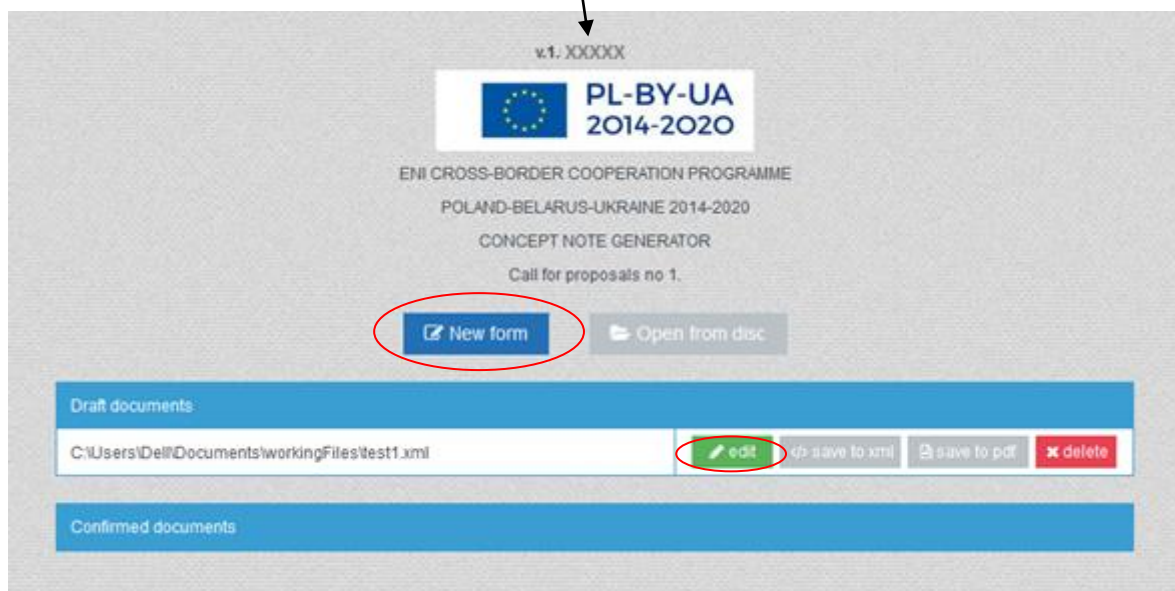 v.1. XXXXX
PL-BY-UA
2014-2020
ENI CROSS-BORDER COOPERATION PROGRAMME
POLAND-BELARUS-UKRAINE 2014-2020
CONCEPT NOTE GENERATOR
Call for proposals no 1.
New form Open from disc
Draft documents
C:\Users\Dell\Documents\workingFiles\test1.xml edit </> save to xml save to pdf delete
Confirmed documents